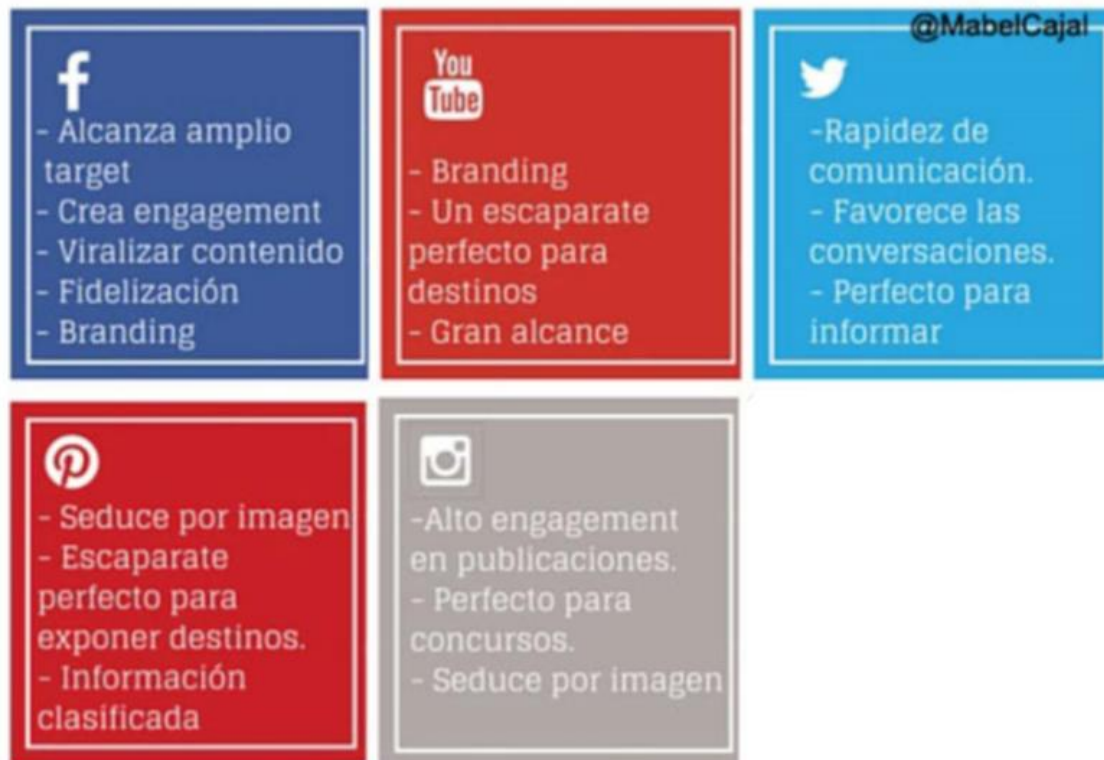 @MabelCajal
f
- Alcanza amplio
target
- Crea engagement
- Viralizar contenido
- Fidelización
- Branding
You
Tube
- Branding
- Un escaparate
perfecto para
destinos
- Gran alcance
-Rapidez de
comunicación.
- Favorece las
conversaciones.
- Perfecto para
informar
- Seduce por imagen
- Escaparate
perfecto para
exponer destinos.
- Información
clasificada
-Alto engagement
en publicaciones.
- Perfecto para
concursos.
- Seduce por imagen